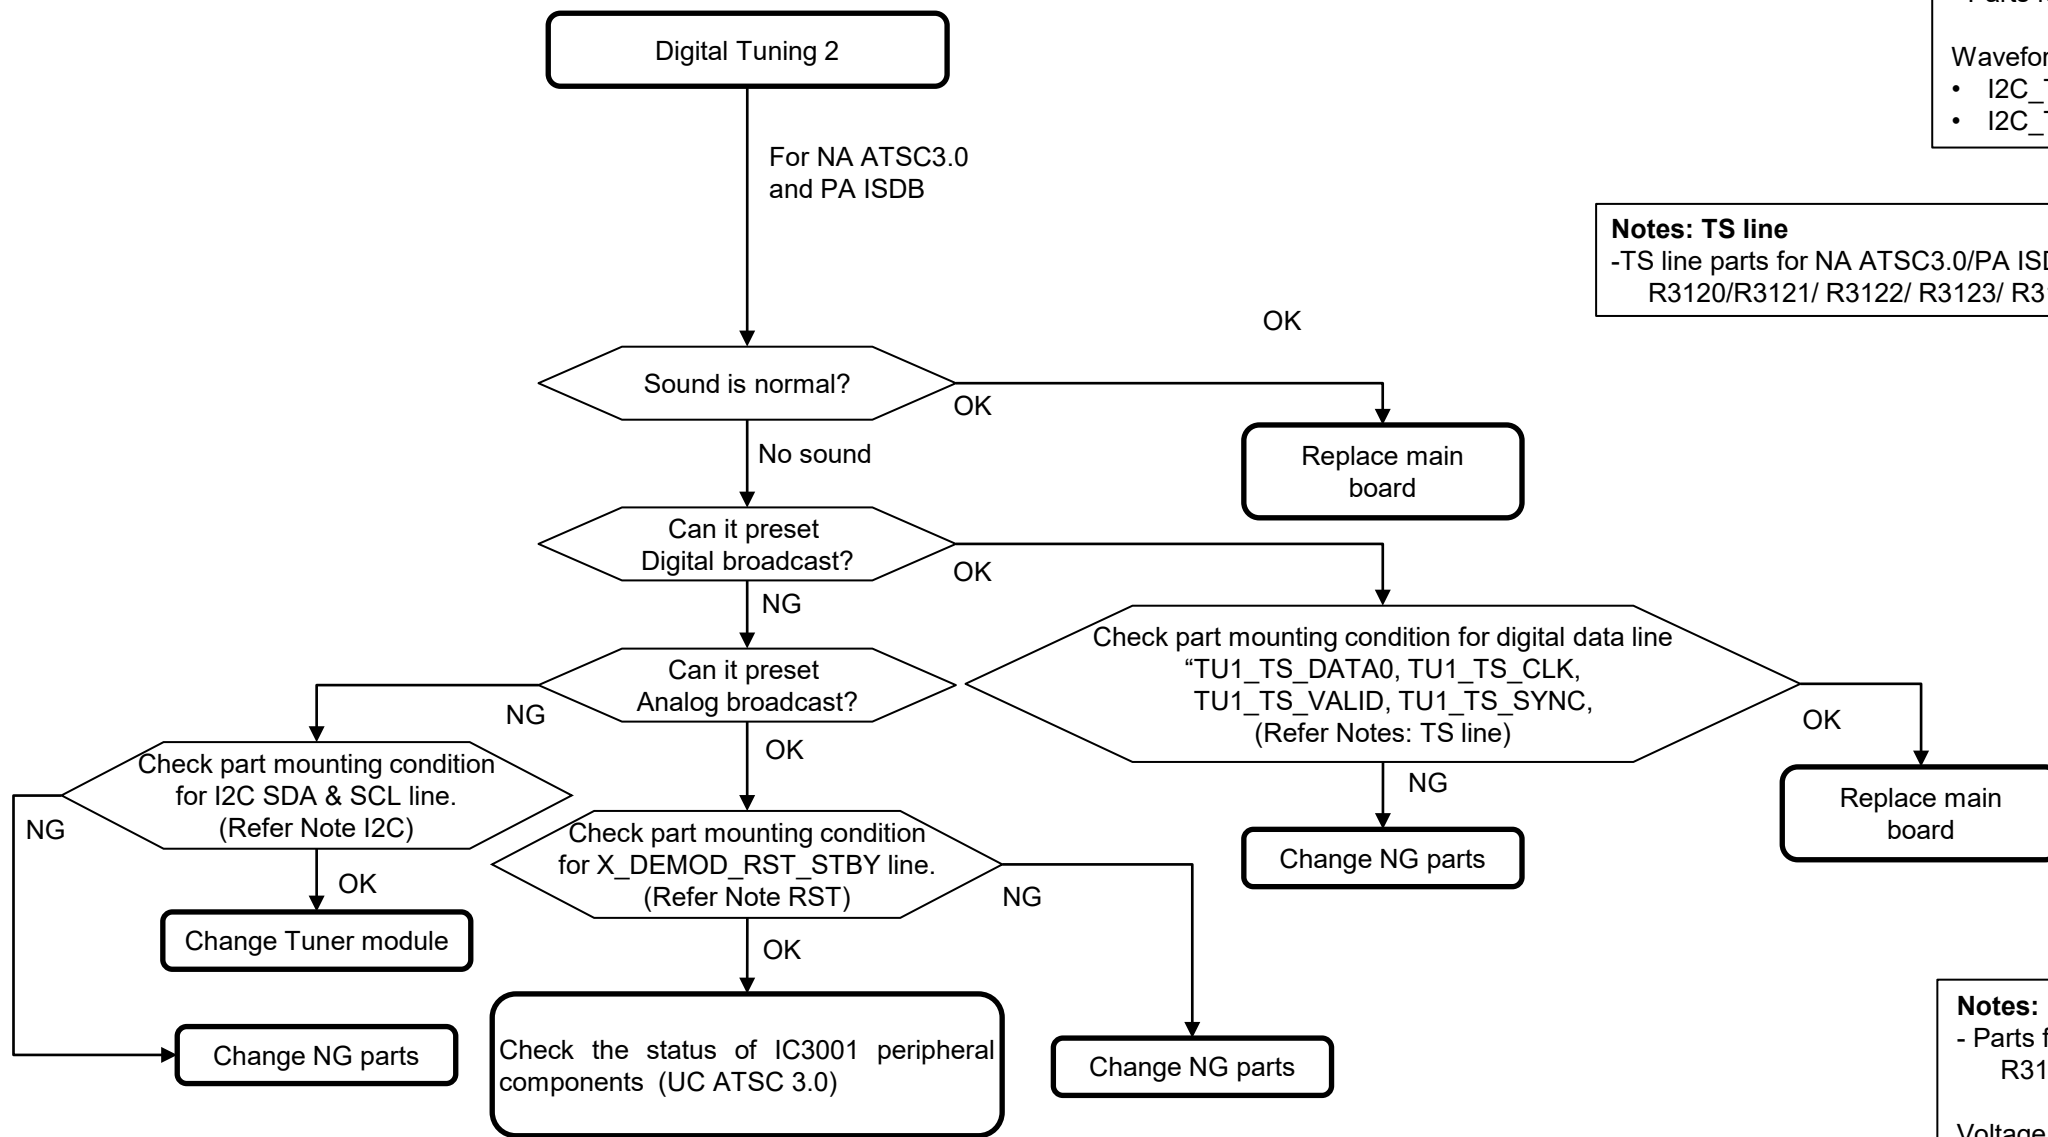 Digital Tuning 2
For NA ATSC3.0
and PA ISDB
Wavefor
• I2C_T
• I2C_T
Notes: TS line
-TS line parts for NA ATSC3.0/PA ISD
R3120/R3121/ R3122/ R3123/ R31
OK
Sound is normal?
OK
No sound
Replace main
board
Can it preset
Digital broadcast?
OK
NG
Check part mounting condition for digital data line
“TU1_TS_DATA0, TU1_TS_CLK,
TU1_TS_VALID, TU1_TS_SYNC,
(Refer Notes: TS line)
OK
NG
Replace main
board
Change NG parts
Can it preset
Analog broadcast?
NG
OK
Check part mounting condition
for I2C SDA & SCL line.
(Refer Note I2C)
NG
OK
Change Tuner module
Change NG parts
Check part mounting condition
for X_DEMOD_RST_STBY line.
(Refer Note RST)
NG
OK
Check the status of IC3001 peripheral
components (UC ATSC 3.0)
Change NG parts
Notes:
- Parts f
R31
Voltage